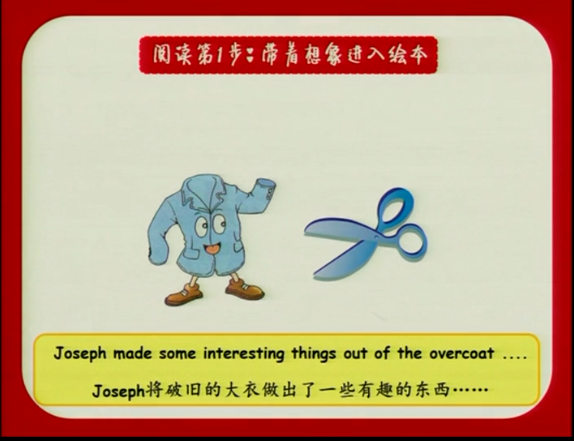 阅读第1步:带着想象进入绘本
Joseph made some interesting things out of the overcoat ....
Joseph将破旧的大衣做出了一些有趣的东西……